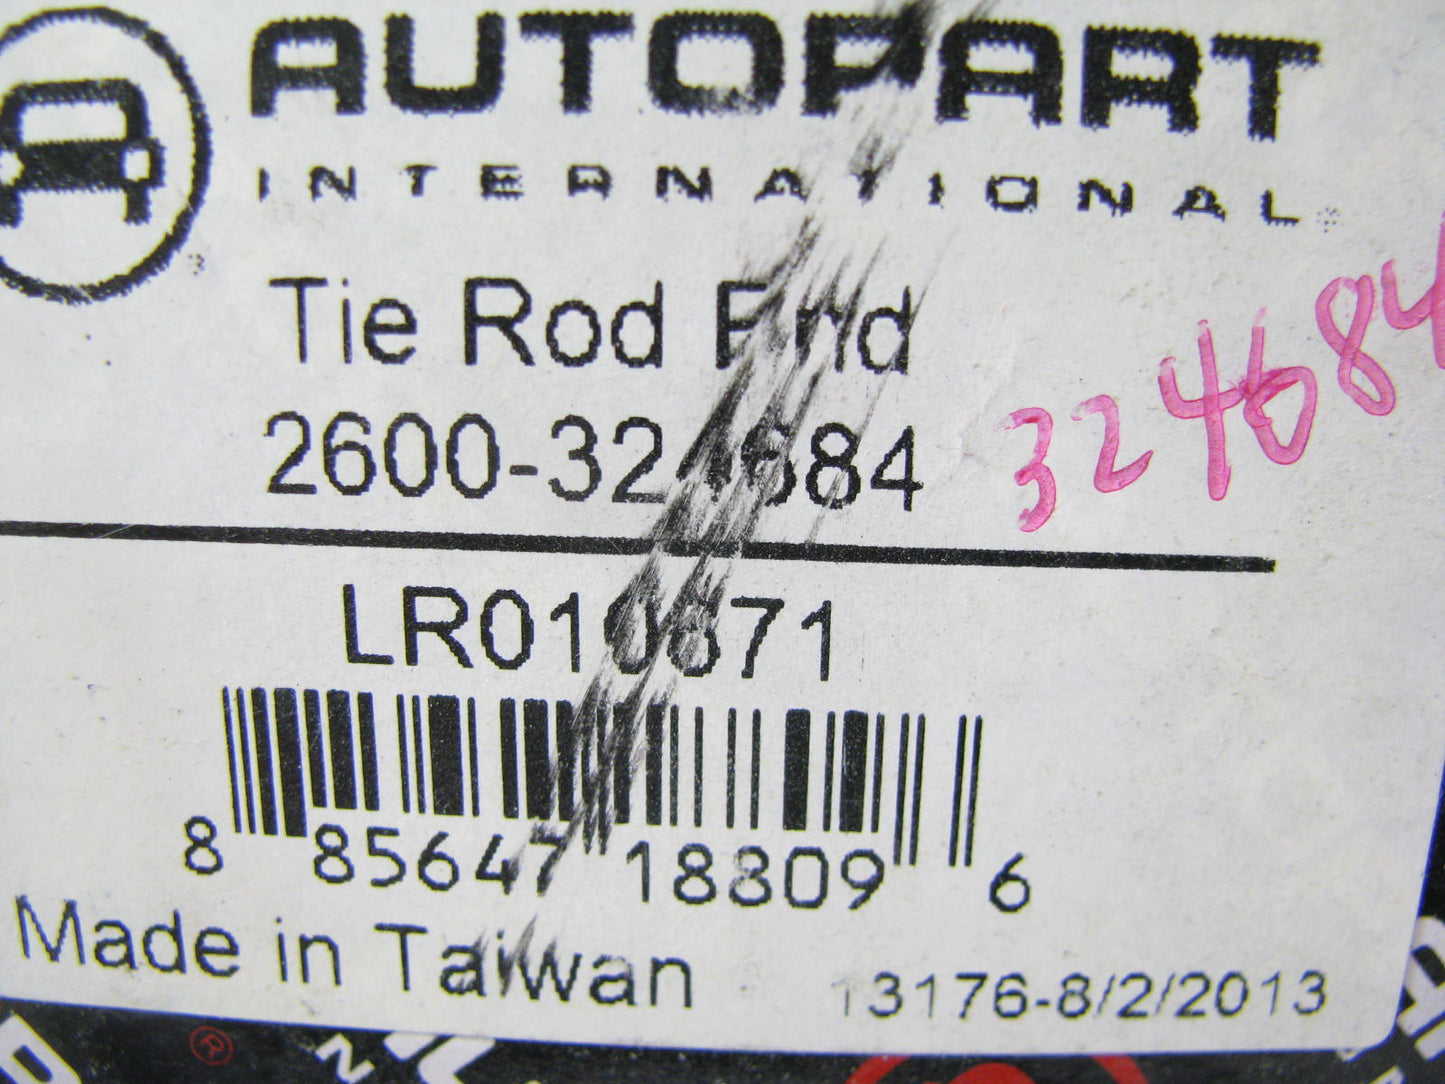 AUTOPART
INTERNATIONAL
Tie Rod End
2600-324684
324684
LR010671
8 85647 18809 6
Made in Taiwan
13176-8/2/2013